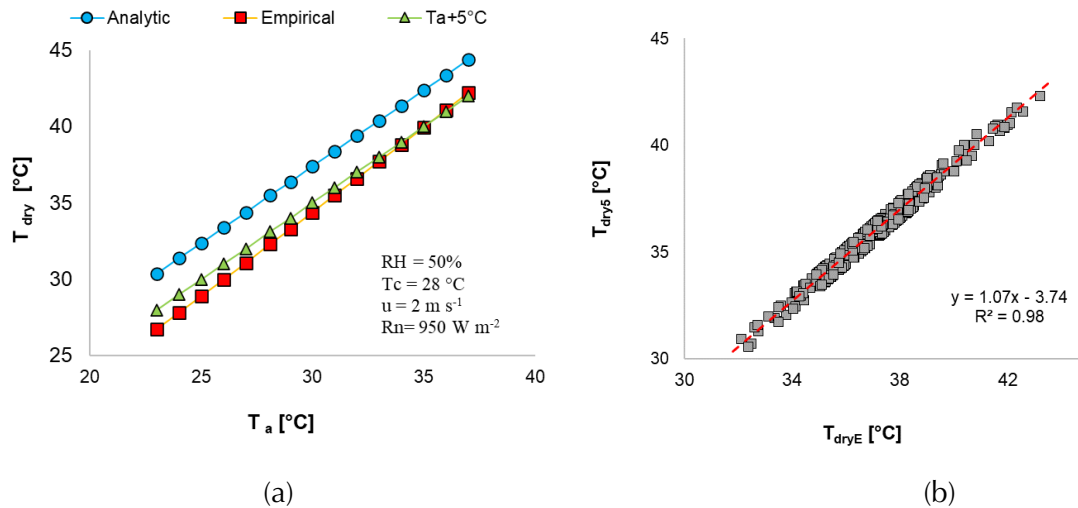 Analytic Empirical Ta+5°C
T dry [°C]
45
40
35
30
25
20 25 30 35 40
T a [°C]
RH = 50%
Tc = 28 °C
u = 2 m s-1
Rn= 950 W m-2
(a)
Tdry5 [°C]
45
40
35
30
30 34 38 42
TdryE [°C]
y = 1.07x - 3.74
R² = 0.98
(b)